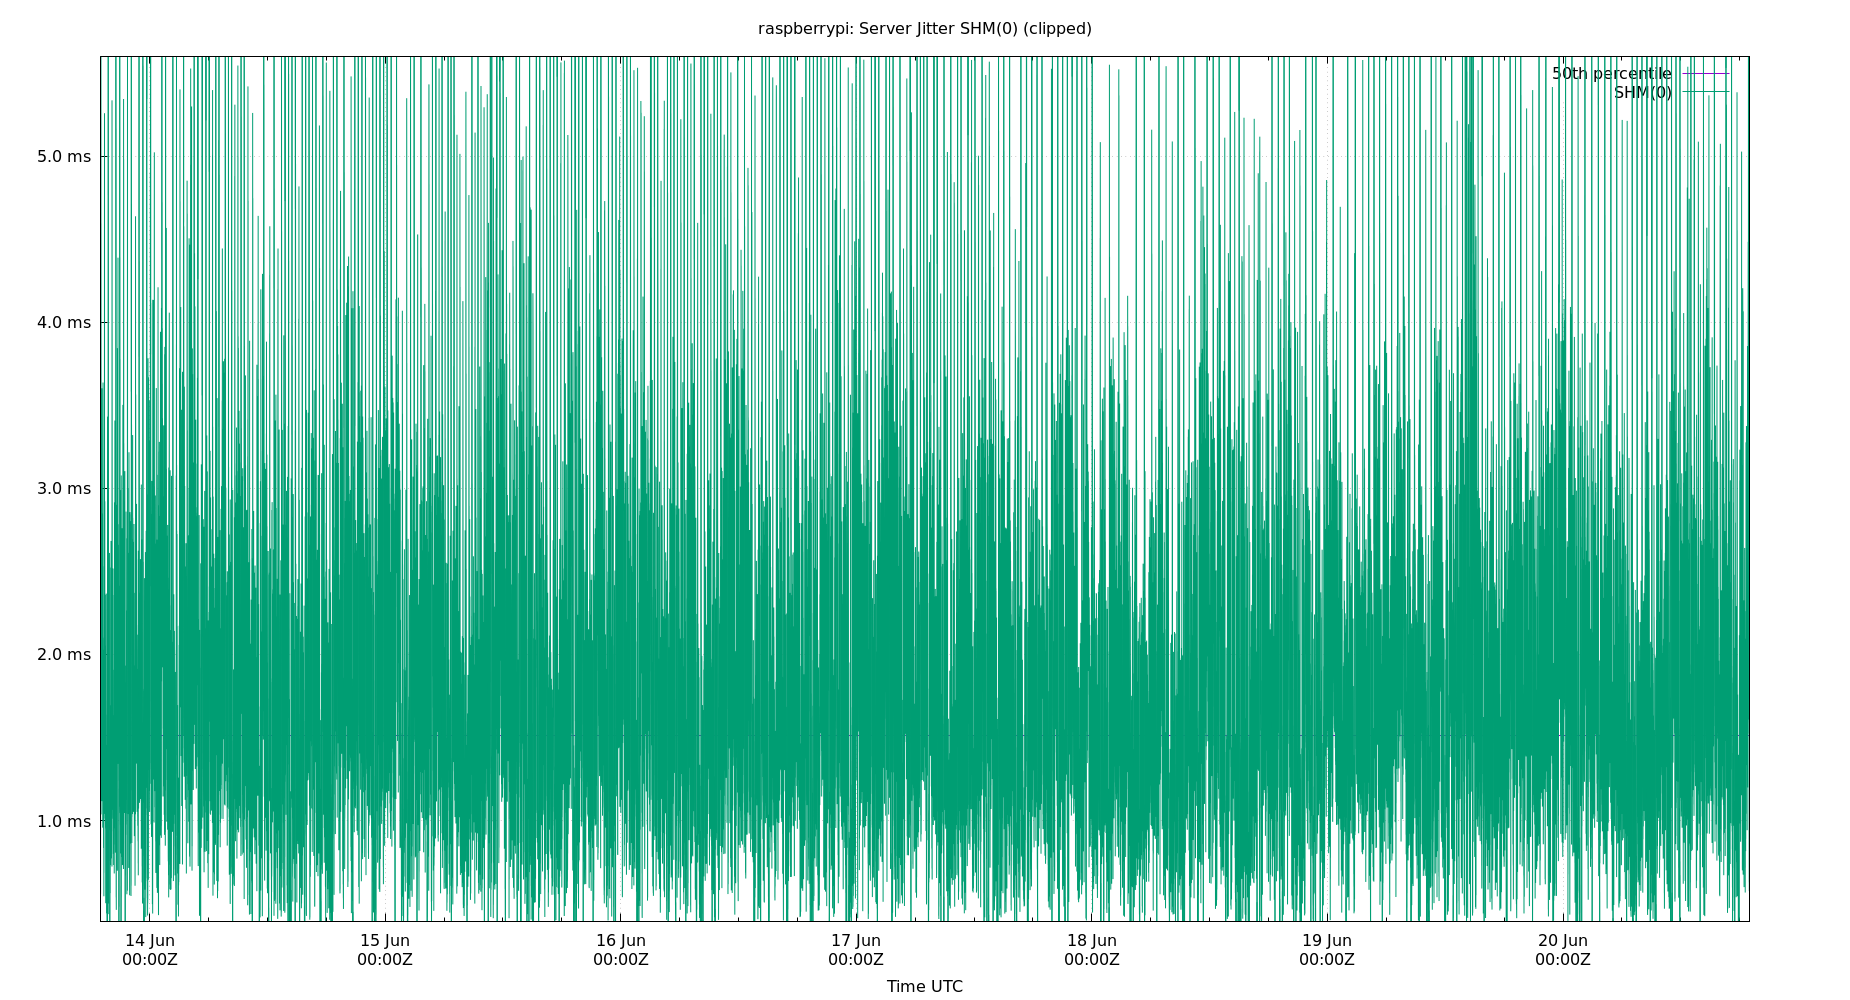 raspberrypi: Server Jitter SHM(0) (clipped)
50th percentile
SHM(0)
5.0 ms
4.0 ms
3.0 ms
2.0 ms
1.0 ms
14 Jun 15 Jun 16 Jun 17 Jun 18 Jun 19 Jun 20 Jun
00:00Z 00:00Z 00:00Z 00:00Z 00:00Z 00:00Z 00:00Z
Time UTC